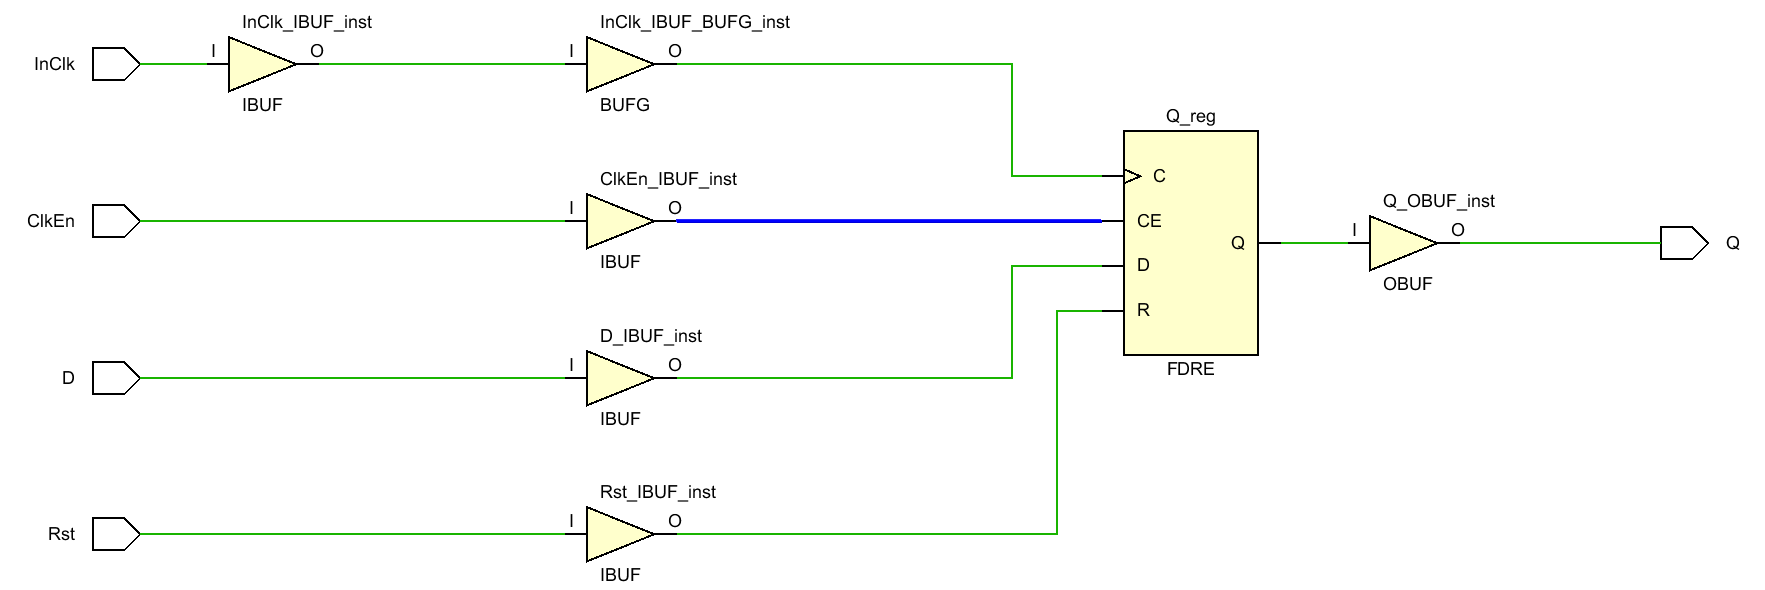 InClk_IBUF_inst
InClk_IBUF_BUFG_inst
InClk
I
O
I
O
IBUF
BUFG
Q_reg
C
ClkEn_IBUF_inst
ClkEn
I
O
CE
IBUF
D
R
Q
FDRE
Q_OBUF_inst
I
O
Q
OBUF
D_IBUF_inst
D
I
O
IBUF
Rst_IBUF_inst
Rst
I
O
IBUF